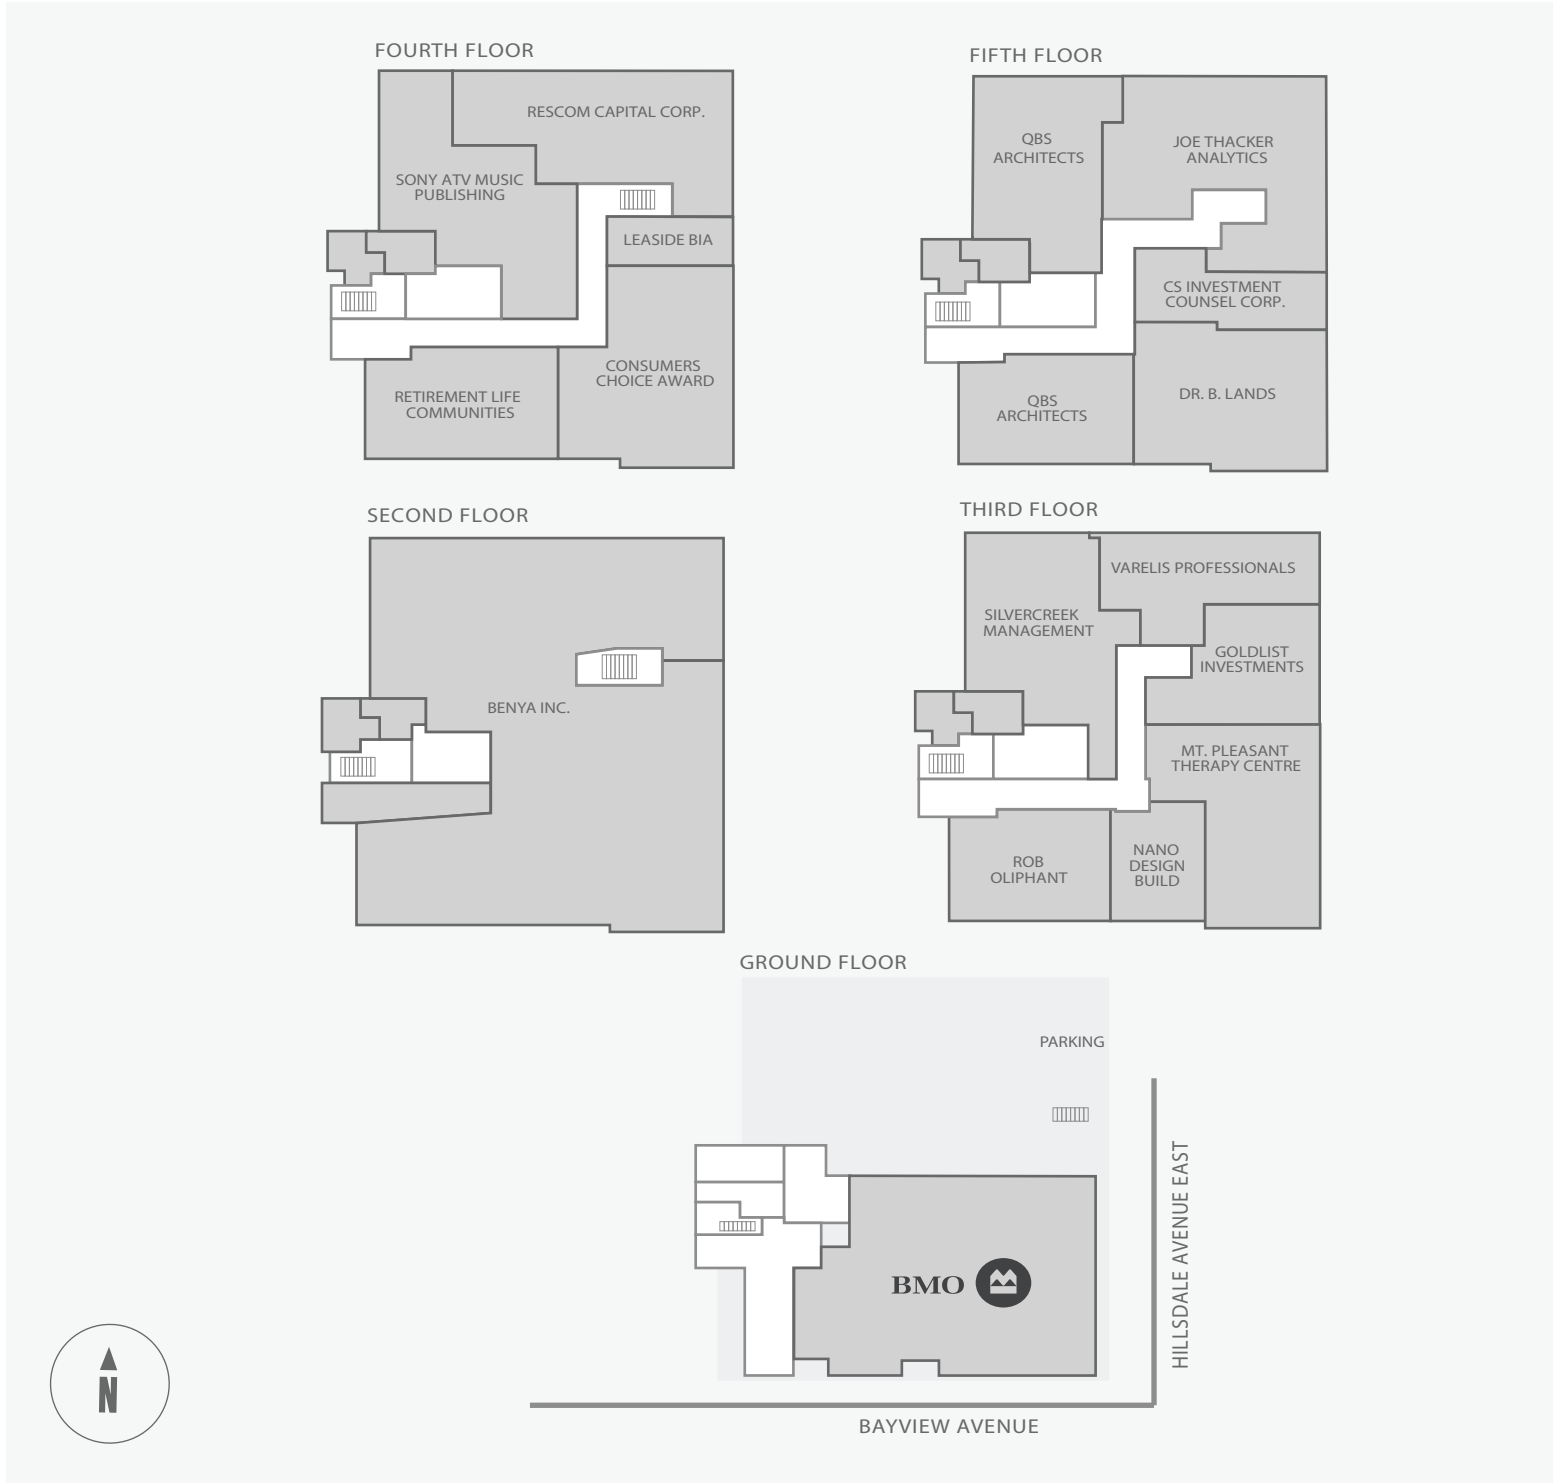 FOURTH FLOOR
RESCOM CAPITAL CORP.
SONY ATV MUSIC
PUBLISHING
LEASIDE BIA
CONSUMERS
CHOICE AWARD
RETIREMENT LIFE
COMMUNITIES
FIFTH FLOOR
QBS
ARCHITECTS
JOE THACKER
ANALYTICS
CS INVESTMENT
COUNSEL CORP.
DR. B. LANDS
QBS
ARCHITECTS
SECOND FLOOR
BENYA INC.
THIRD FLOOR
VARELIS PROFESSIONALS
SILVERCREEK
MANAGEMENT
GOLDLIST
INVESTMENTS
MT. PLEASANT
THERAPY CENTRE
ROB
OLIPHANT
NANO
DESIGN
BUILD
GROUND FLOOR
PARKING
BMO
HILLSDALE AVENUE EAST
BAYVIEW AVENUE
N